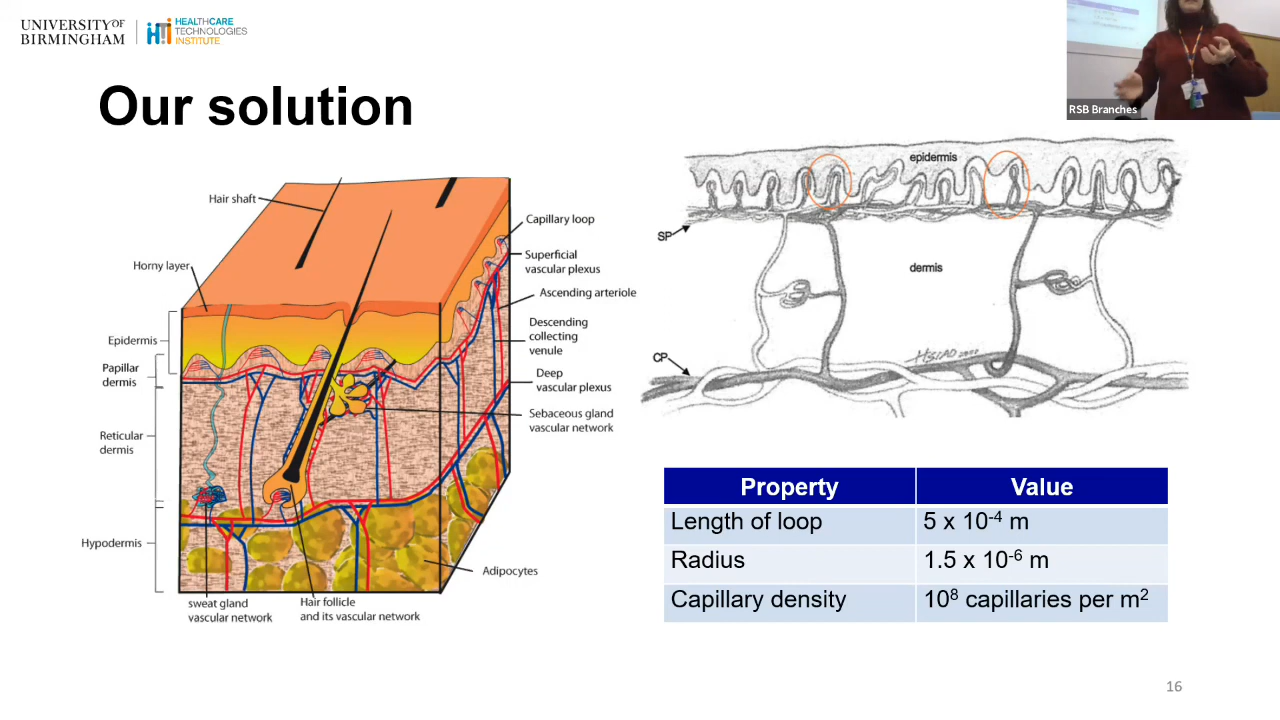 UNIVERSITY OF
BIRMINGHAM
HEALTHCARE
TECHNOLOGIES
INSTITUTE
RSB Branches
Our solution
Hair shaft
Horny layer
Epidermis
Papillar
dermis
Reticular
dermis
Hypodermis
Capillary loop
Superficial
vascular plexus
Ascending arteriole
Descending
collecting
venule
Deep
vascular plexus
Sebaceous gland
vascular network
Adipocytes
sweat gland
vascular network
Hair follicle
and its vascular network
epidermis
SP
dermis
CP
Property Value
Length of loop 5 x 10⁻⁴ m
Radius 1.5 x 10⁻⁶ m
Capillary density 10⁸ capillaries per m²
16